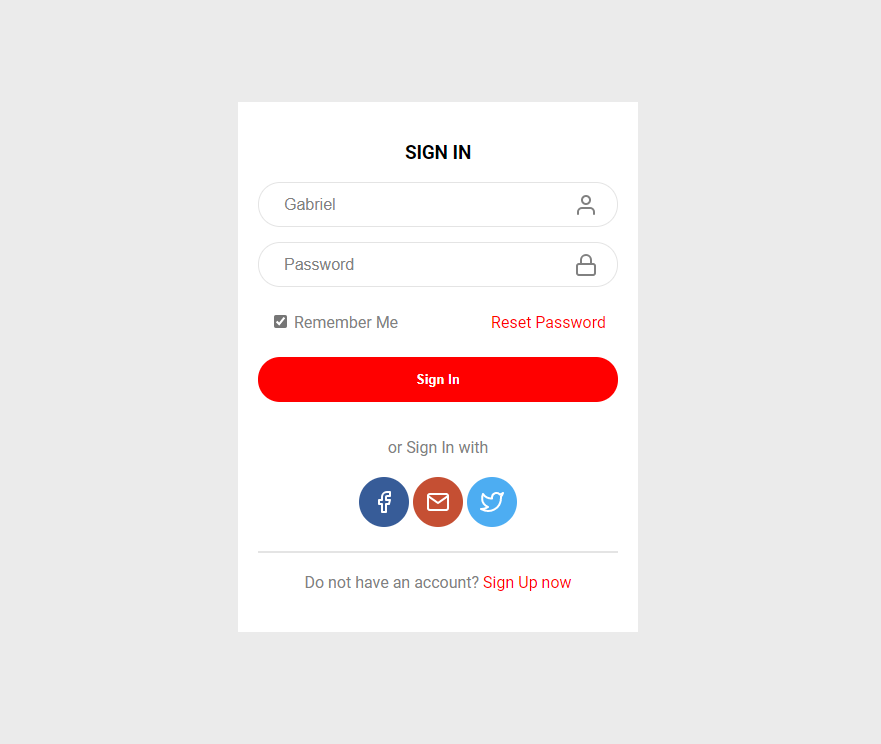 SIGN IN
Gabriel
Password
Remember Me Reset Password
Sign In
or Sign In with
Do not have an account? Sign Up now